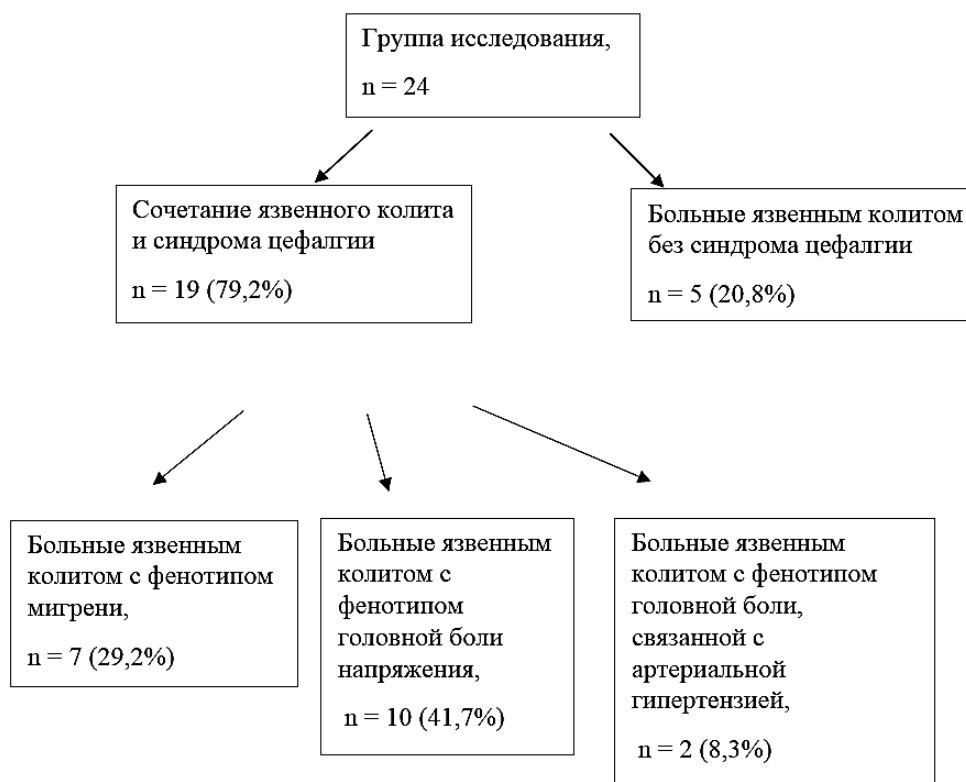 Группа исследования,
n = 24
Сочетание язвенного колита
и синдрома цефалгии
n = 19 (79,2%)
Больные язвенным колитом
без синдрома цефалгии
n = 5 (20,8%)
Больные язвенным
колитом с фенотипом
мигрени,
n = 7 (29,2%)
Больные язвенным
колитом с
фенотипом
головной боли
напряжения,
n = 10 (41,7%)
Больные язвенным
колитом с фенотипом
головной боли,
связанной с
артериальной
гипертензией,
n = 2 (8,3%)